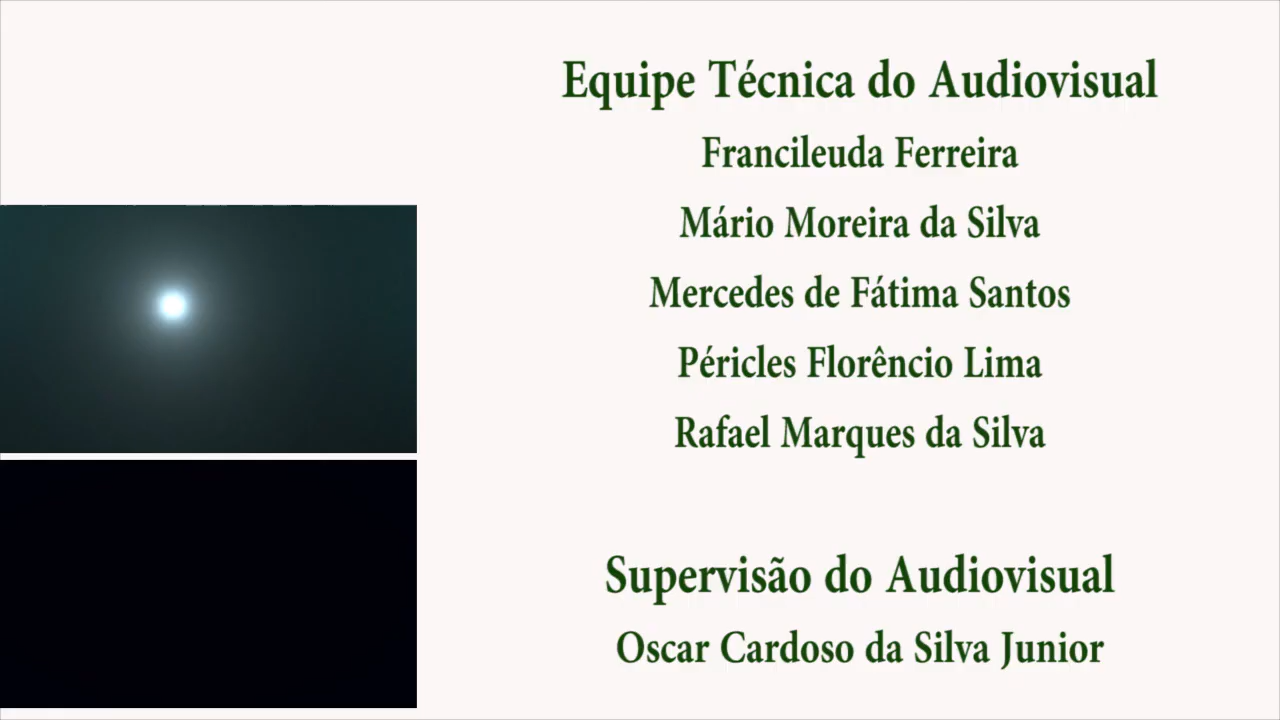 Equipe Técnica do Audiovisual
Francileuda Ferreira
Mário Moreira da Silva
Mercedes de Fátima Santos
Péricles Florêncio Lima
Rafael Marques da Silva
Supervisão do Audiovisual
Oscar Cardoso da Silva Junior